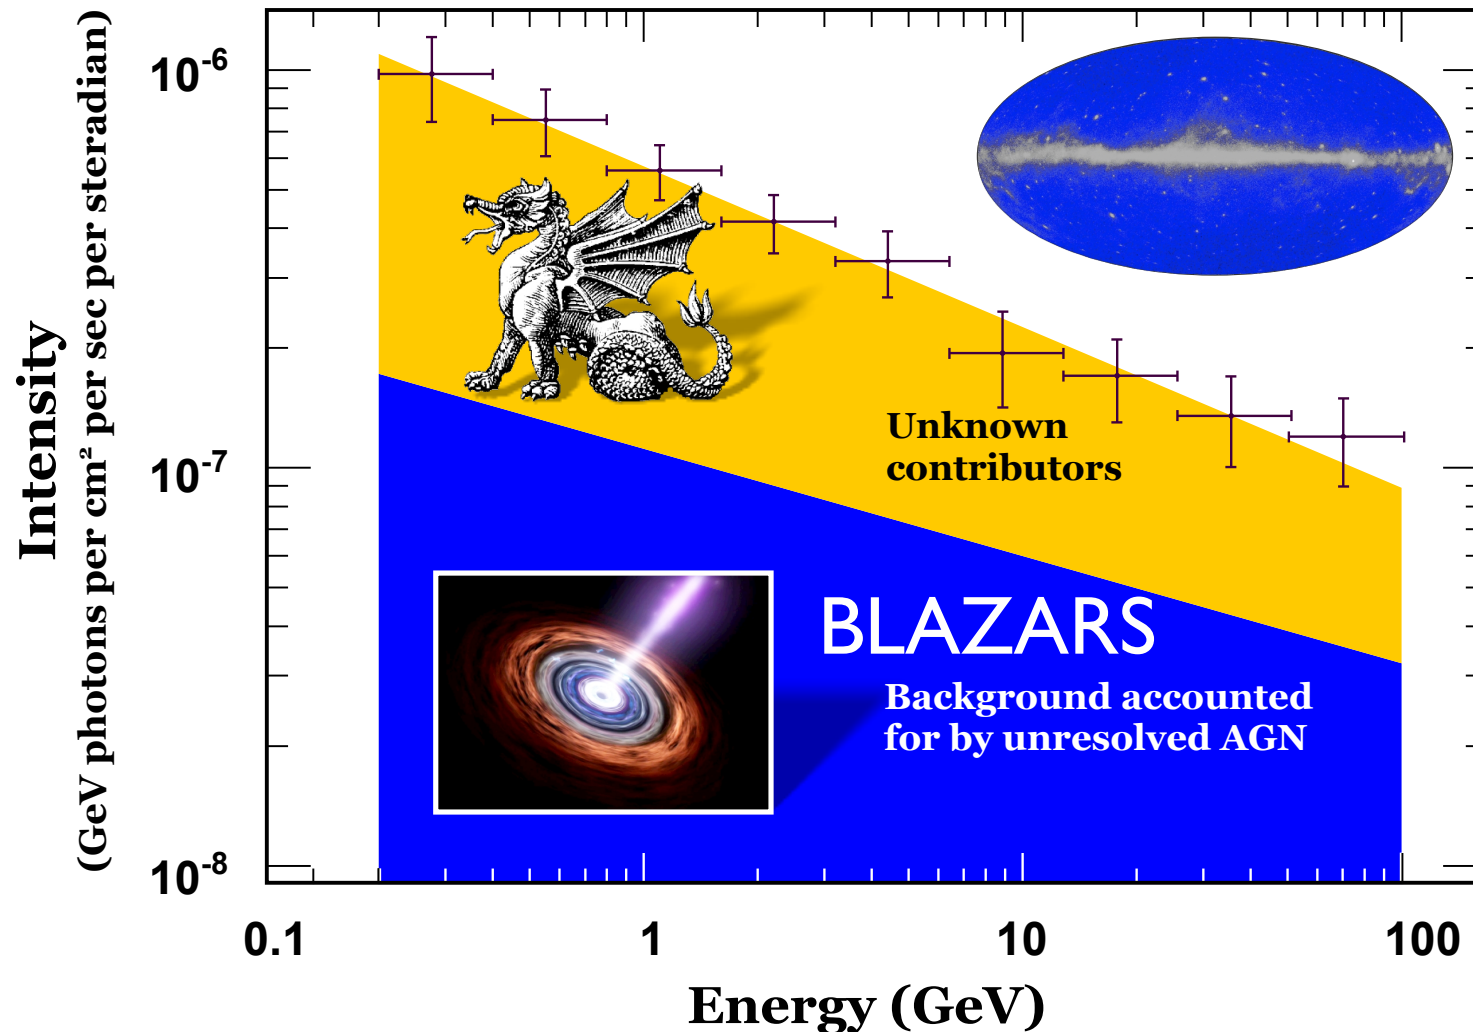 Intensity
(GeV photons per cm² per sec per steradian)
10⁻⁶
10⁻⁷
10⁻⁸
Unknown
contributors
BLAZARS
Background accounted
for by unresolved AGN
0.1 1 10 100
Energy (GeV)